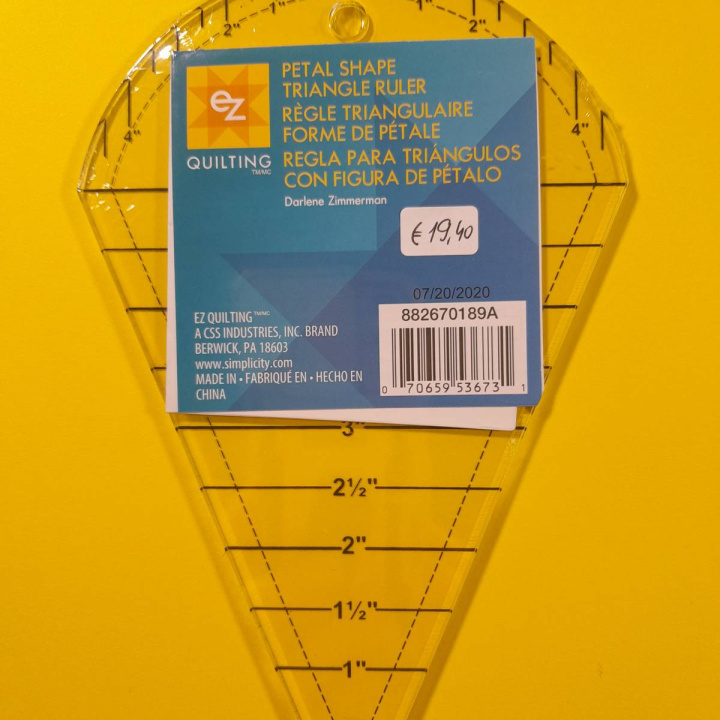 1"
2"
2"
4"
4"
ez
QUILTING
TM/MC
PETAL SHAPE
TRIANGLE RULER
RÈGLE TRIANGULAIRE
FORME DE PÉTALE
REGLA PARA TRIÁNGULOS
CON FIGURA DE PÉTALO
Darlene Zimmerman
€ 19,40
07/20/2020
882670189A
0 70659 53673 1
EZ QUILTING TM/MC
A CSS INDUSTRIES, INC. BRAND
BERWICK, PA 18603
www.simplicity.com
MADE IN • FABRIQUÉ EN • HECHO EN
CHINA
3"
2½"
2"
1½"
1"